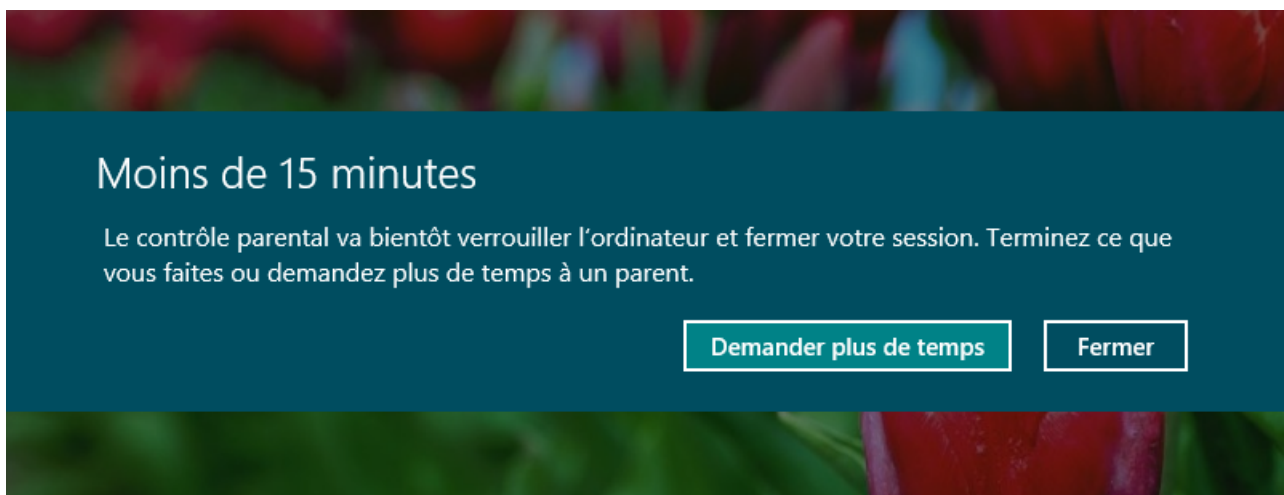 Moins de 15 minutes
Le contrôle parental va bientôt verrouiller l'ordinateur et fermer votre session. Terminez ce que
vous faites ou demandez plus de temps à un parent.
Demander plus de temps Fermer